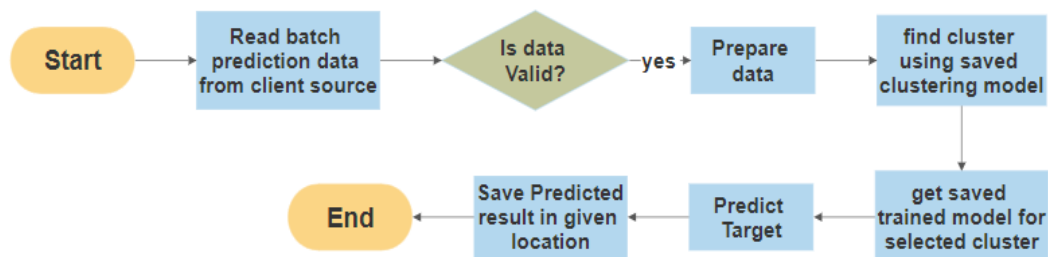 Start
Read batch
prediction data
from client source
Is data
Valid?
yes
Prepare
data
find cluster
using saved
clustering model
get saved
trained model for
selected cluster
Predict
Target
Save Predicted
result in given
location
End